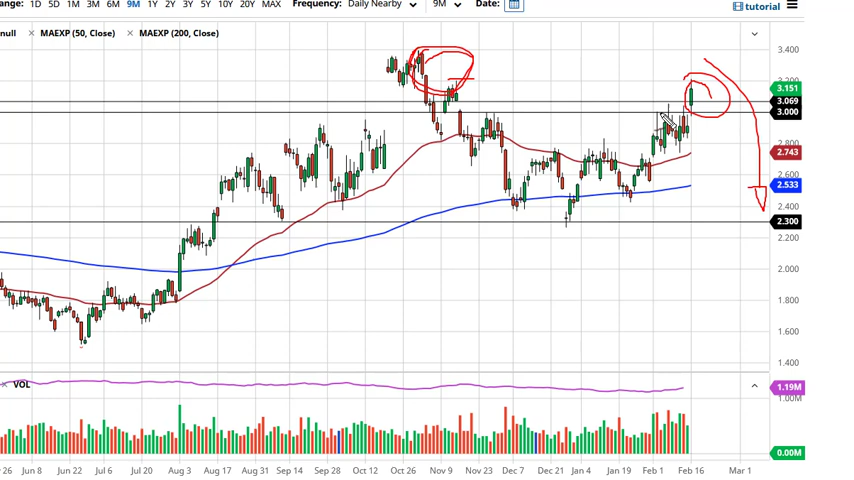 ange: 1D 5D 1M 3M 6M 9M 1Y 2Y 3Y 5Y 10Y 20Y MAX Frequency: Daily Nearby 9M Date: tutorial
null × MAEXP (50, Close) × MAEXP (200, Close)
3.400
3.200
3.151
3.069
3.000
2.800
2.743
2.600
2.533
2.400
2.300
2.200
2.000
1.800
1.600
1.400
× VOL
1.19M
1.00M
0.00M
26 Jun 8 Jun 22 Jul 6 Jul 20 Aug 3 Aug 17 Aug 31 Sep 14 Sep 28 Oct 12 Oct 26 Nov 9 Nov 23 Dec 7 Dec 21 Jan 4 Jan 19 Feb 1 Feb 16 Mar 1